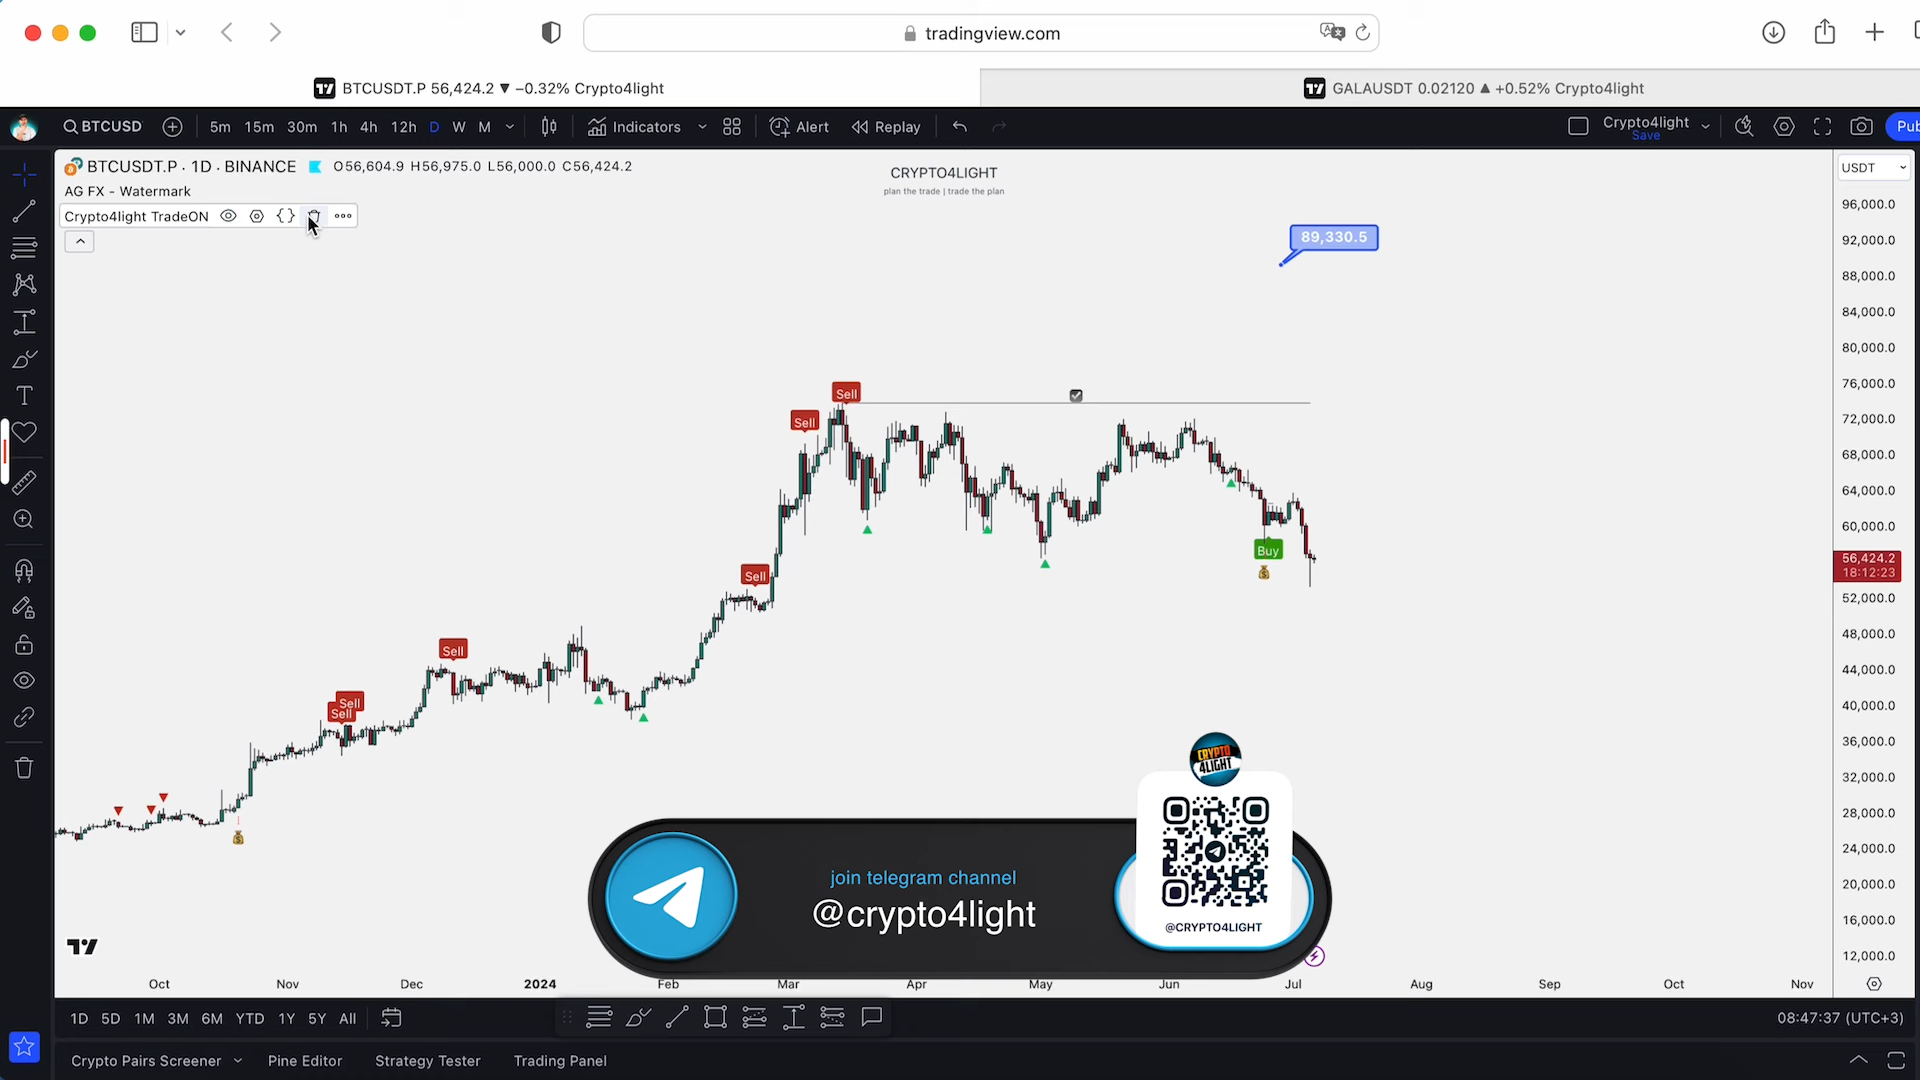 tradingview.com
BTCUSDT.P 56,424.2 ▼ −0.32% Crypto4light
GALAUSDT 0.02120 ▲ +0.52% Crypto4light
BTCUSD
5m 15m 30m 1h 4h 12h D W M
Indicators
Alert
Replay
Crypto4light
Save
Pub
BTCUSDT.P · 1D · BINANCE O56,604.9 H56,975.0 L56,000.0 C56,424.2
AG FX - Watermark
Crypto4light TradeON
CRYPTO4LIGHT
plan the trade | trade the plan
USDT
96,000.0
92,000.0
88,000.0
84,000.0
80,000.0
76,000.0
72,000.0
68,000.0
64,000.0
60,000.0
56,424.2
18:12:23
52,000.0
48,000.0
44,000.0
40,000.0
36,000.0
32,000.0
28,000.0
24,000.0
20,000.0
16,000.0
12,000.0
89,330.5
Sell
Sell
Sell
Sell
Sell
Sell
Buy
CRYPTO
4LIGHT
join telegram channel
@crypto4light
@CRYPTO4LIGHT
Oct Nov Dec 2024 Feb Mar Apr May Jun Jul Aug Sep Oct Nov
1D 5D 1M 3M 6M YTD 1Y 5Y All
08:47:37 (UTC+3)
Crypto Pairs Screener Pine Editor Strategy Tester Trading Panel